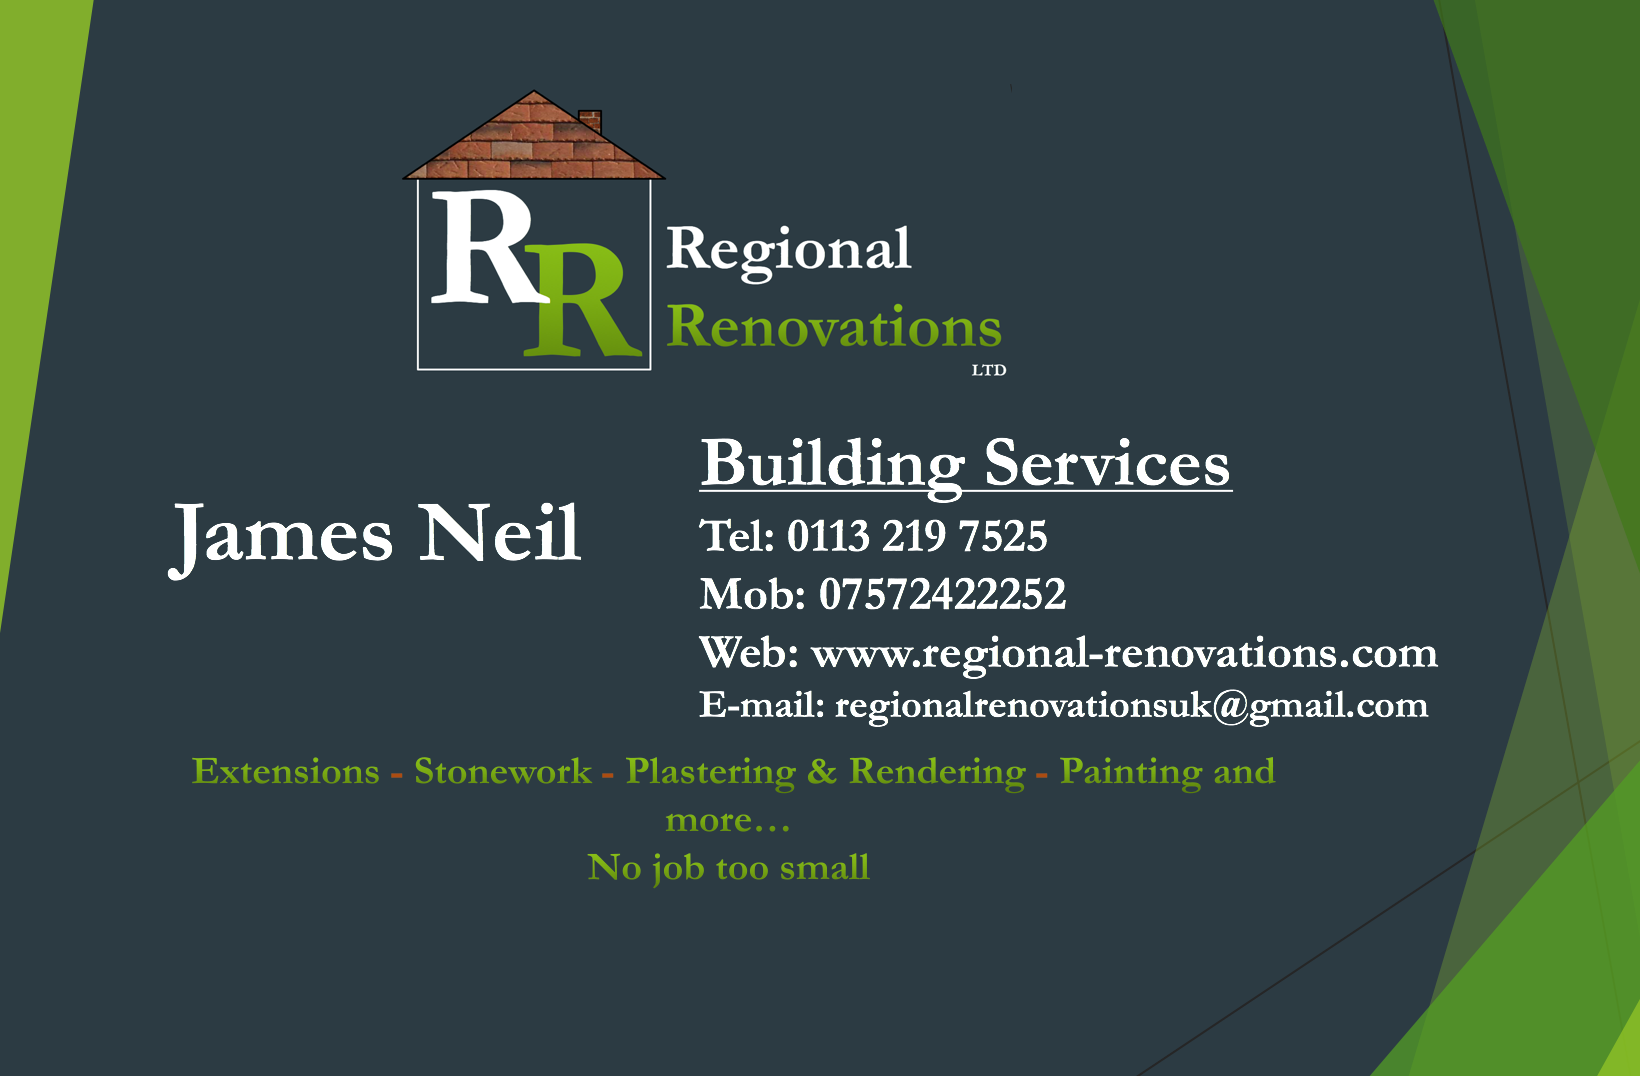 RR
Regional
Renovations
LTD
Building Services
James Neil
Tel: 0113 219 7525
Mob: 07572422252
Web: www.regional-renovations.com
E-mail: regionalrenovationsuk@gmail.com
Extensions - Stonework - Plastering & Rendering - Painting and
more…
No job too small